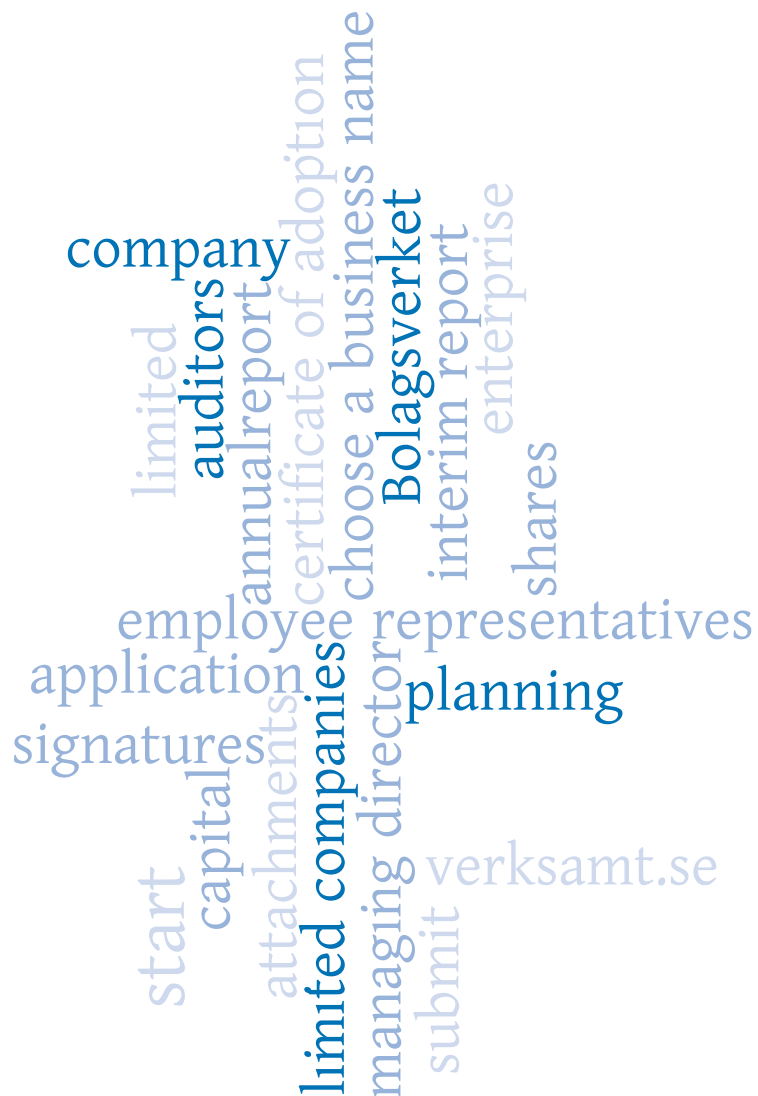 company
limited
auditors
annualreport
certificate of adoption
choose a business name
Bolagsverket
interim report
enterprise
shares
employee representatives
application
planning
signatures
start
capital
attachments
limited companies
managing director
verksamt.se
submit